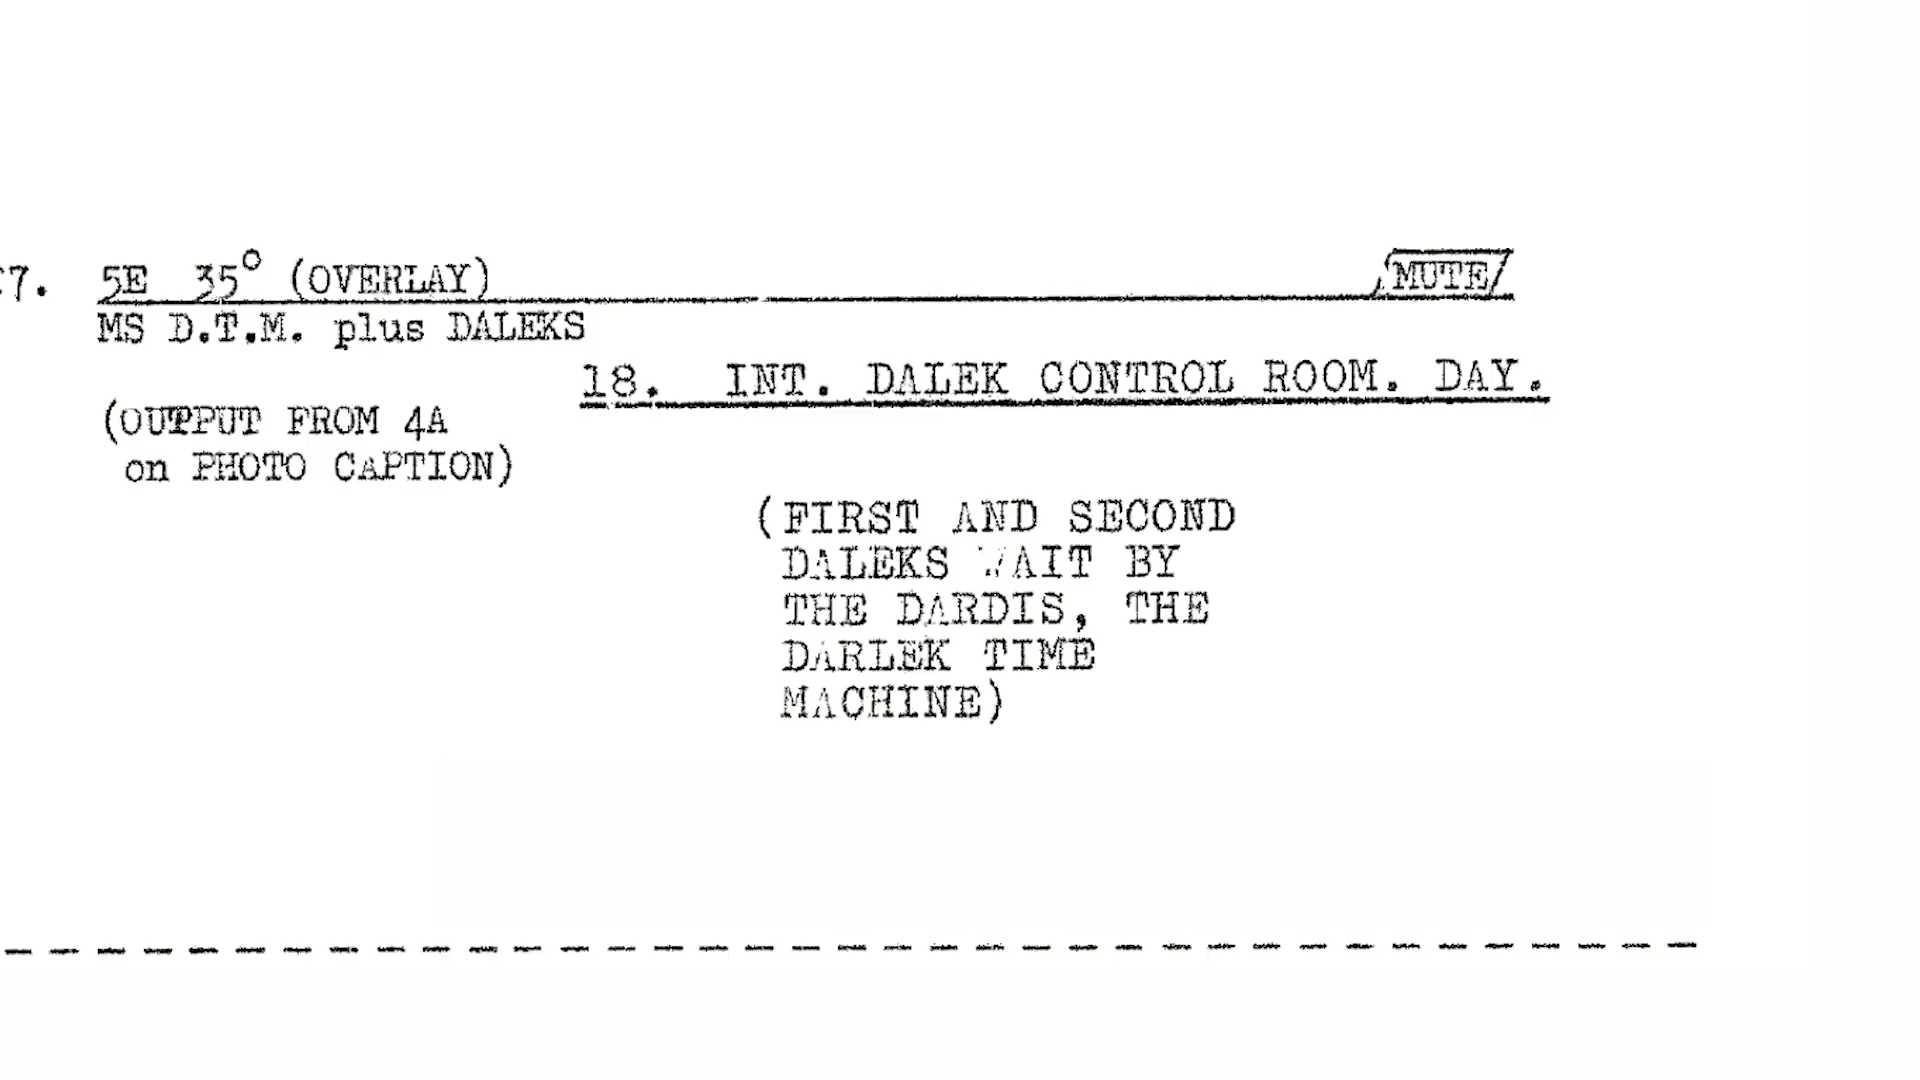 7. 5E 35° (OVERLAY) MUTE
MS D.T.M. plus DALEKS
18. INT. DALEK CONTROL ROOM. DAY.
(OUTPUT FROM 4A
on PHOTO CAPTION)
(FIRST AND SECOND
DALEKS WAIT BY
THE DARDIS, THE
DARLEK TIME
MACHINE)